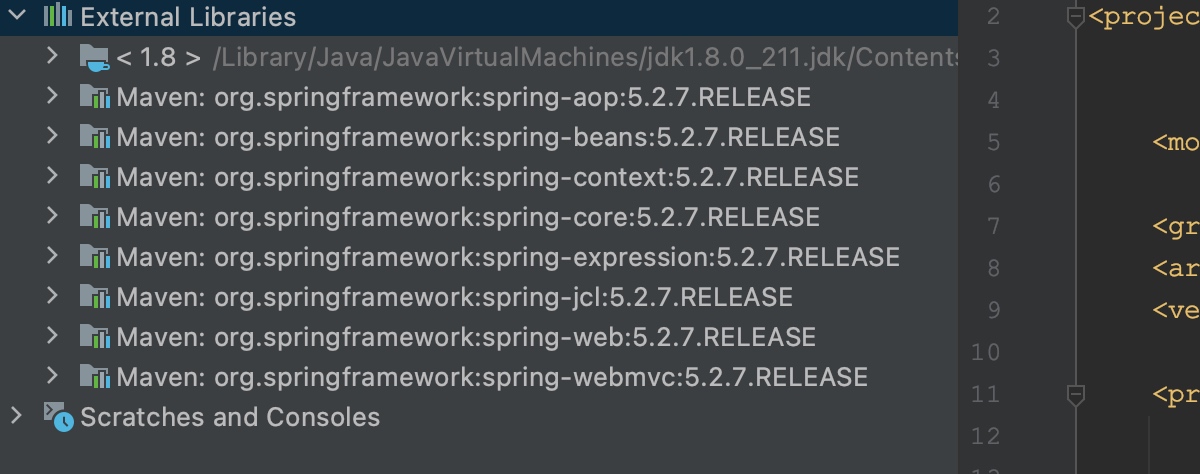 External Libraries
< 1.8 > /Library/Java/JavaVirtualMachines/jdk1.8.0_211.jdk/Contents
Maven: org.springframework:spring-aop:5.2.7.RELEASE
Maven: org.springframework:spring-beans:5.2.7.RELEASE
Maven: org.springframework:spring-context:5.2.7.RELEASE
Maven: org.springframework:spring-core:5.2.7.RELEASE
Maven: org.springframework:spring-expression:5.2.7.RELEASE
Maven: org.springframework:spring-jcl:5.2.7.RELEASE
Maven: org.springframework:spring-web:5.2.7.RELEASE
Maven: org.springframework:spring-webmvc:5.2.7.RELEASE
Scratches and Consoles
2 <projec
3
4
5 <mo
6
7 <gr
8 <ar
9 <ve
10
11 <pr
12